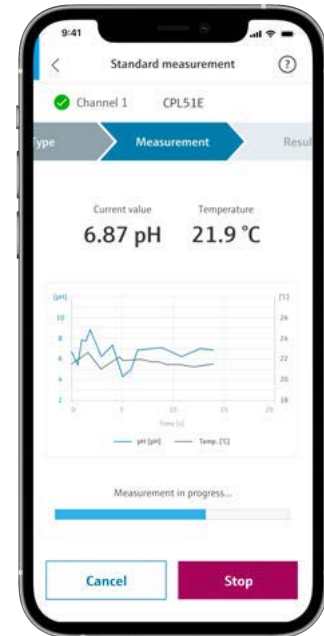 9:41
Standard measurement ?
Channel 1 CPL51E
Type Measurement Resul
Current value Temperature
6.87 pH 21.9 °C
[pH] [°C]
10 26
8 24
6 22
4 20
2 18
0 5 10 15 20
Time [s]
pH [pH] Temp. [°C]
Measurement in progress...
Cancel Stop